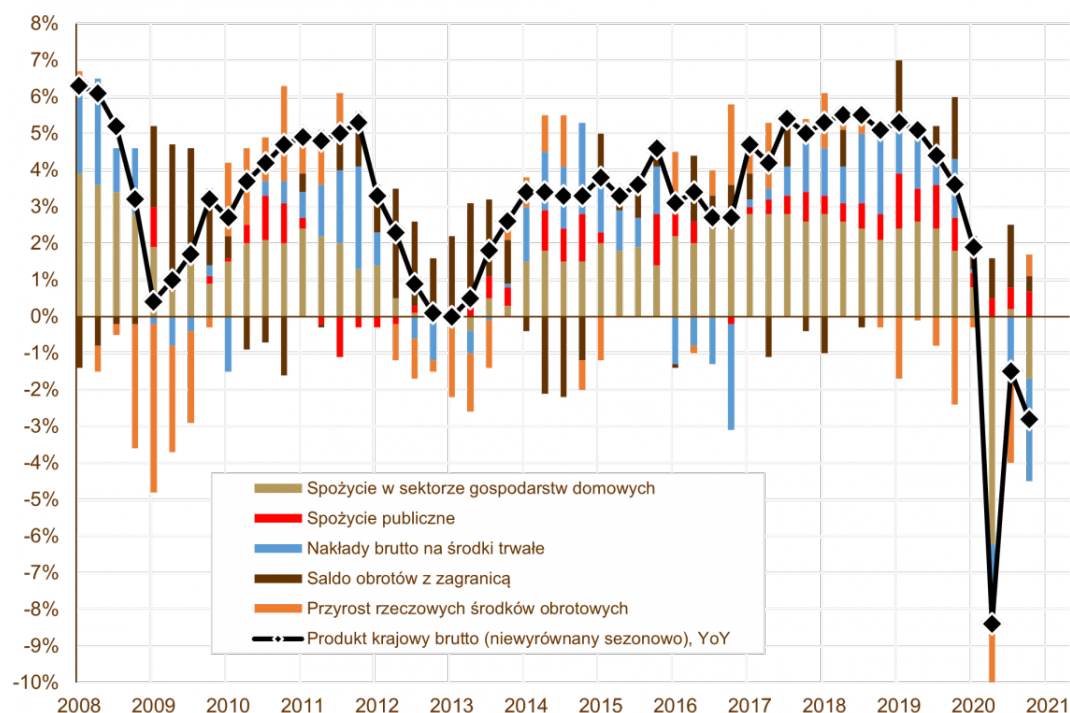 8%
7%
6%
5%
4%
3%
2%
1%
0%
-1%
-2%
-3%
-4%
-5%
-6%
-7%
-8%
-9%
-10%
Spożycie w sektorze gospodarstw domowych
Spożycie publiczne
Nakłady brutto na środki trwałe
Saldo obrotów z zagranicą
Przyrost rzeczowych środków obrotowych
Produkt krajowy brutto (niewyrównany sezonowo), YoY
2008 2009 2010 2011 2012 2013 2014 2015 2016 2017 2018 2019 2020 2021